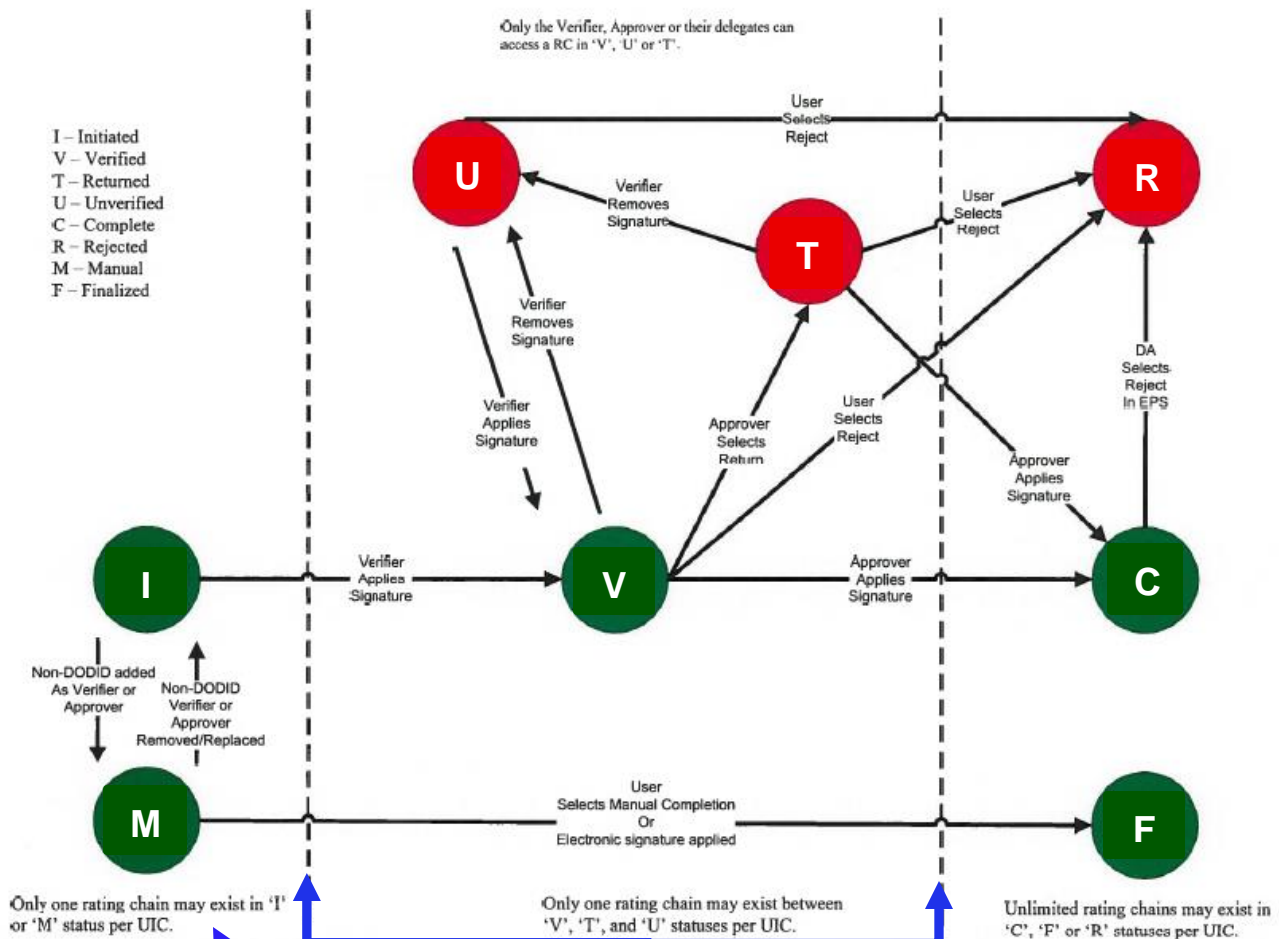 Only the Verifier, Approver or their delegates can
access a RC in ‘V’, ‘U’ or ‘T’.
I – Initiated
V – Verified
T – Returned
U – Unverified
C – Complete
R – Rejected
M – Manual
F – Finalized
User
Selects
Reject
U
R
Verifier
Removes
Signature
User
Selects
Reject
T
Verifier
Removes
Signature
DA
Selects
Reject
In EPS
Verifier
Applies
Signature
User
Selects
Reject
Approver
Selects
Return
Approver
Applies
Signature
I
Verifier
Applies
Signature
V
Approver
Applies
Signature
C
Non-DODID added
As Verifier or
Approver
Non-DODID
Verifier or
Approver
Removed/Replaced
M
User
Selects Manual Completion
Or
Electronic signature applied
F
Only one rating chain may exist in ‘I’
or ‘M’ status per UIC.
Only one rating chain may exist between
‘V’, ‘T’, and ‘U’ statuses per UIC.
Unlimited rating chains may exist in
‘C’, ‘F’ or ‘R’ statuses per UIC.